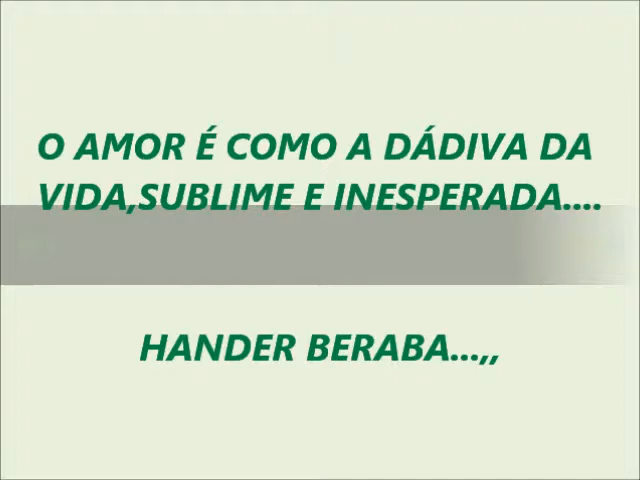 O AMOR É COMO A DÁDIVA DA
VIDA,SUBLIME E INESPERADA....
HANDER BERABA...,,